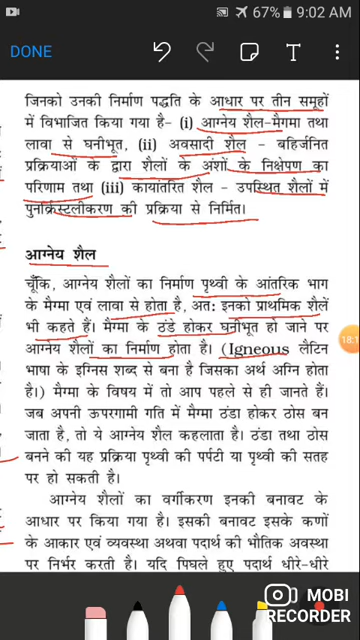 67% 9:02 AM
DONE
T
जिनको उनकी निर्माण पद्धति के आधार पर तीन समूहों
में विभाजित किया गया है- (i) आग्नेय शैल-मैगमा तथा
लावा से घनीभूत, (ii) अवसादी शैल - बहिर्जनित
प्रक्रियाओं के द्वारा शैलों के अंशों के निक्षेपण का
परिणाम तथा (iii) कायांतरित शैल - उपस्थित शैलों में
पुनर्क्रिस्टलीकरण की प्रक्रिया से निर्मित।
आग्नेय शैल
चूँकि, आग्नेय शैलों का निर्माण पृथ्वी के आंतरिक भाग
के मैग्मा एवं लावा से होता है, अतः इनको प्राथमिक शैलें
भी कहते हैं। मैग्मा के ठंडे होकर घनीभूत हो जाने पर
आग्नेय शैलों का निर्माण होता है। (Igneous लैटिन
18:1
भाषा के इग्निस शब्द से बना है जिसका अर्थ अग्नि होता
है।) मैग्मा के विषय में तो आप पहले से ही जानते हैं।
जब अपनी ऊपरगामी गति में मैग्मा ठंडा होकर ठोस बन
जाता है, तो ये आग्नेय शैल कहलाता है। ठंडा तथा ठोस
बनने की यह प्रक्रिया पृथ्वी की पर्पटी या पृथ्वी की सतह
पर हो सकती है।
आग्नेय शैलों का वर्गीकरण इनकी बनावट के
आधार पर किया गया है। इसकी बनावट इसके कणों
के आकार एवं व्यवस्था अथवा पदार्थ की भौतिक अवस्था
पर निर्भर करती है। यदि पिघले हुए पदार्थ धीरे-धीरे
MOBI
RECORDER